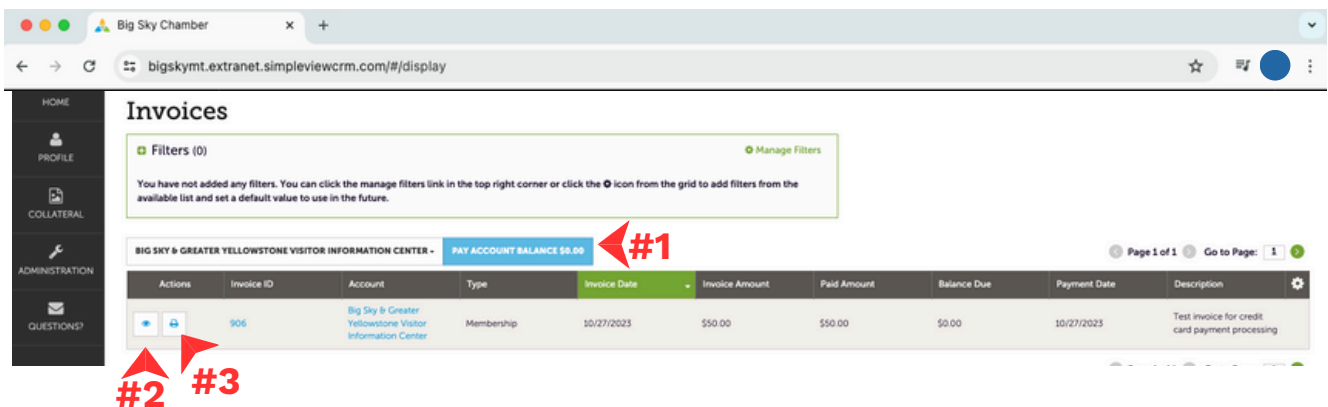 Big Sky Chamber
bigskymt.extranet.simpleviewcrm.com/#/display
HOME
PROFILE
COLLATERAL
ADMINISTRATION
QUESTIONS?
Invoices
Filters (0)
Manage Filters
You have not added any filters. You can click the manage filters link in the top right corner or click the icon from the grid to add filters from the
available list and set a default value to use in the future.
BIG SKY & GREATER YELLOWSTONE VISITOR INFORMATION CENTER
PAY ACCOUNT BALANCE $0.00
#1
Page 1 of 1 Go to Page: 1
Actions Invoice ID Account Type Invoice Date Invoice Amount Paid Amount Balance Due Payment Date Description
906
Big Sky & Greater
Yellowstone Visitor
Information Center
Membership
10/27/2023
$50.00
$50.00
$0.00
10/27/2023
Test invoice for credit
card payment processing
#2
#3